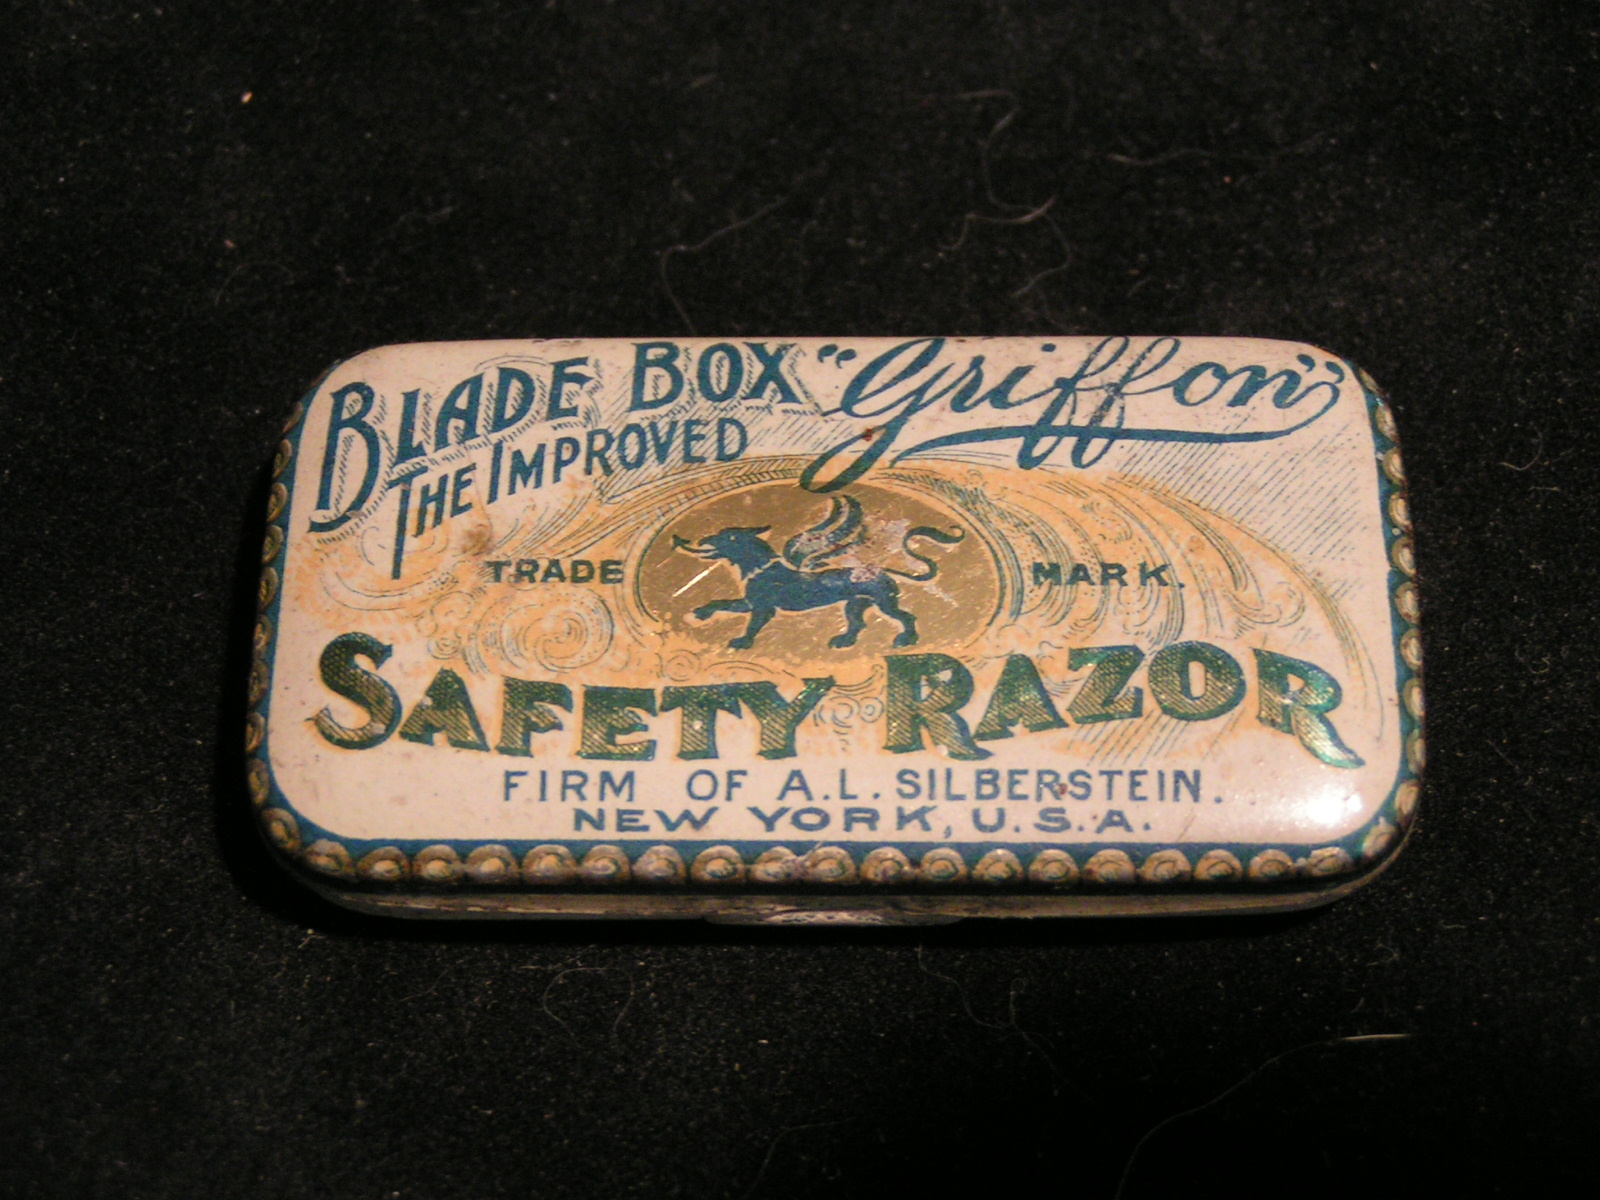 BLADE BOX "Griffon"
THE IMPROVED
TRADE MARK.
SAFETY RAZOR
FIRM OF A.L. SILBERSTEIN.
NEW YORK, U.S.A.